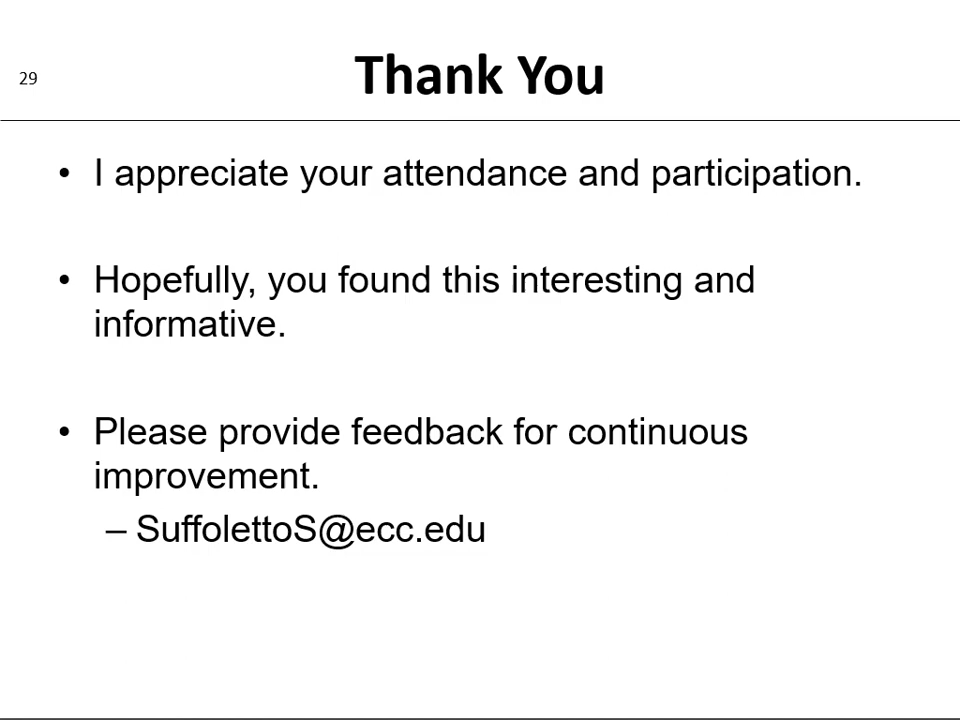 29
Thank You
• I appreciate your attendance and participation.
• Hopefully, you found this interesting and
informative.
• Please provide feedback for continuous
improvement.
– SuffolettoS@ecc.edu